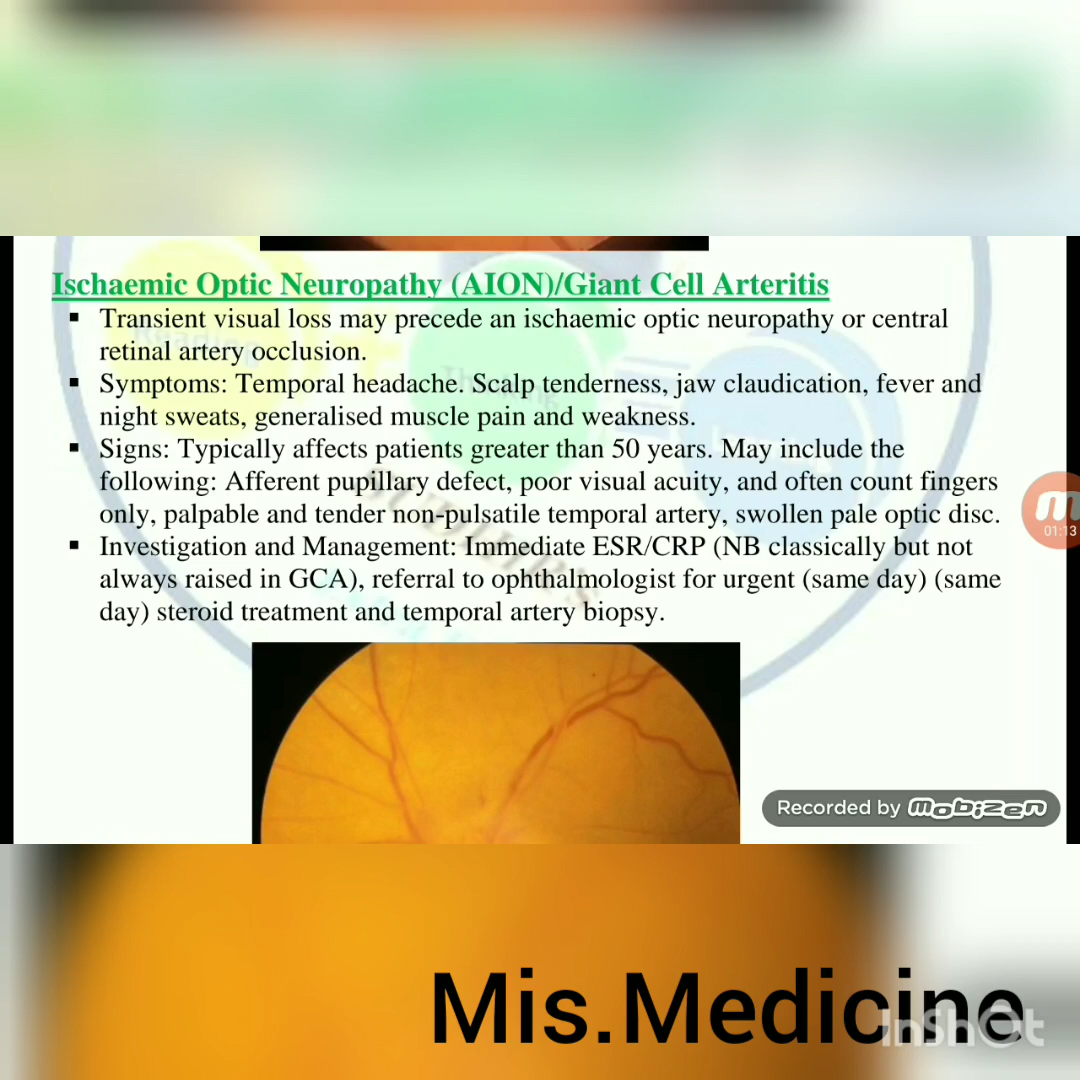 Ischaemic Optic Neuropathy (AION)/Giant Cell Arteritis
▪ Transient visual loss may precede an ischaemic optic neuropathy or central
retinal artery occlusion.
▪ Symptoms: Temporal headache. Scalp tenderness, jaw claudication, fever and
night sweats, generalised muscle pain and weakness.
▪ Signs: Typically affects patients greater than 50 years. May include the
following: Afferent pupillary defect, poor visual acuity, and often count fingers
only, palpable and tender non-pulsatile temporal artery, swollen pale optic disc.
▪ Investigation and Management: Immediate ESR/CRP (NB classically but not
always raised in GCA), referral to ophthalmologist for urgent (same day) (same
day) steroid treatment and temporal artery biopsy.
01:13
Recorded by mobizen
Mis.Medicine
InShOt